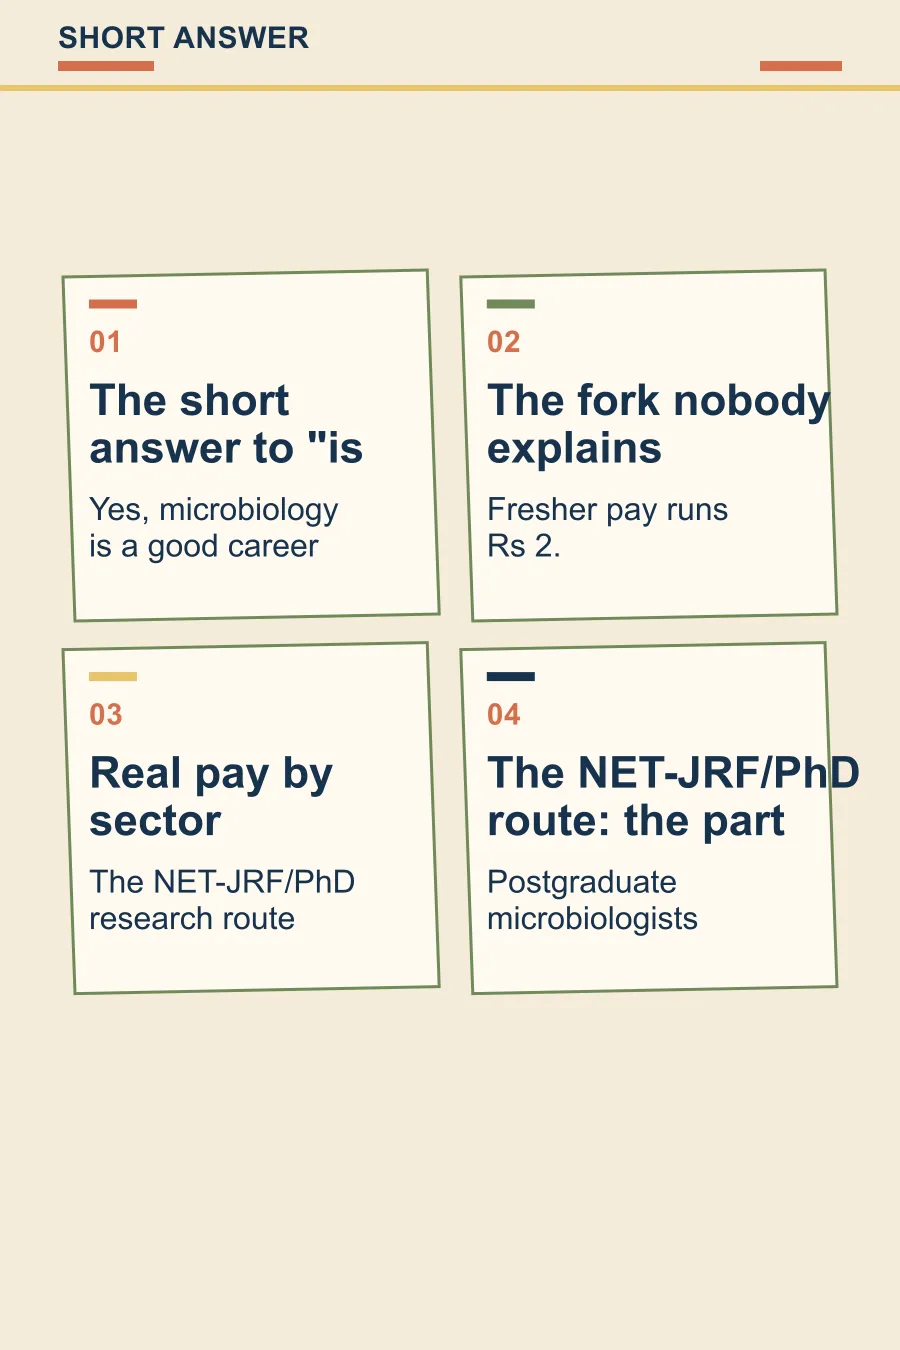 SHORT ANSWER
01
The short
answer to "is
Yes, microbiology
is a good career
02
The fork nobody
explains
Fresher pay runs
Rs 2.
03
Real pay by
sector
The NET-JRF/PhD
research route
04
The NET-JRF/PhD
route: the part
Postgraduate
microbiologists